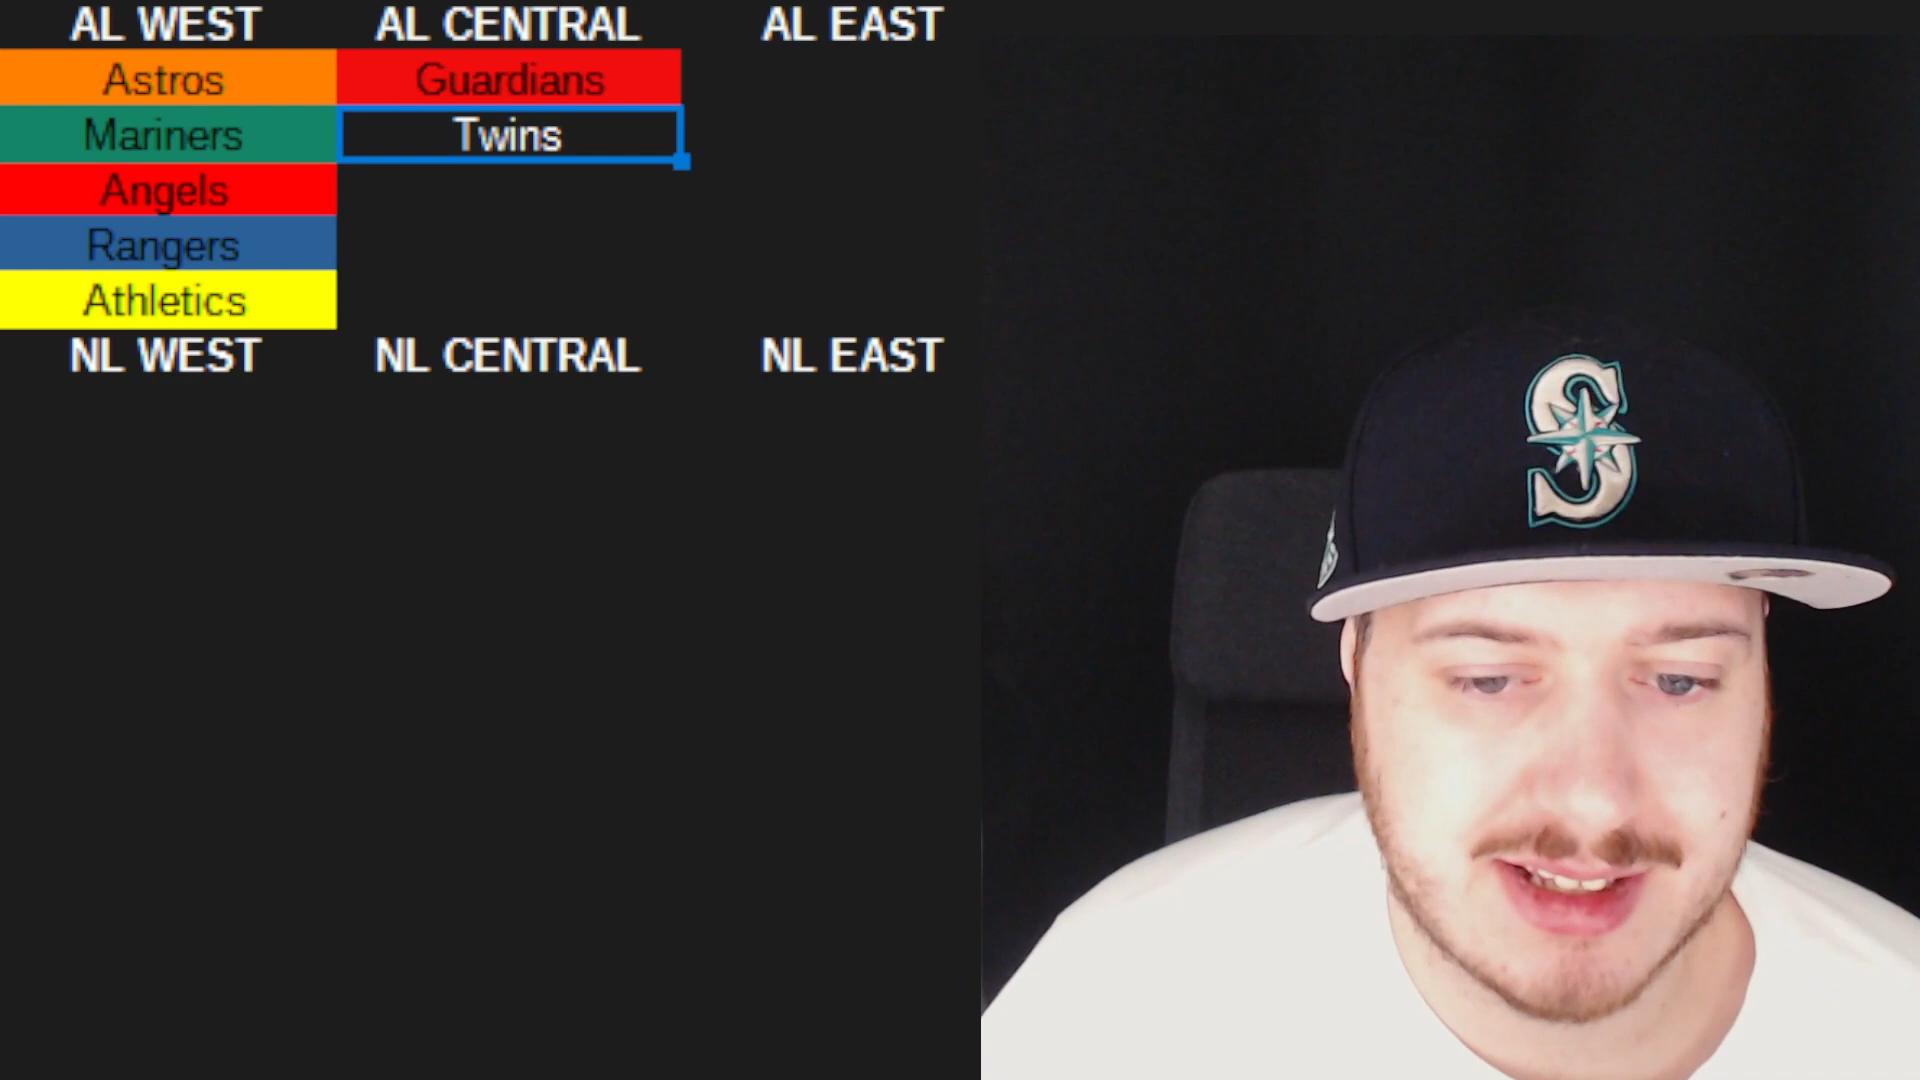 AL WEST AL CENTRAL AL EAST
Astros Guardians
Mariners Twins
Angels
Rangers
Athletics
NL WEST NL CENTRAL NL EAST
S